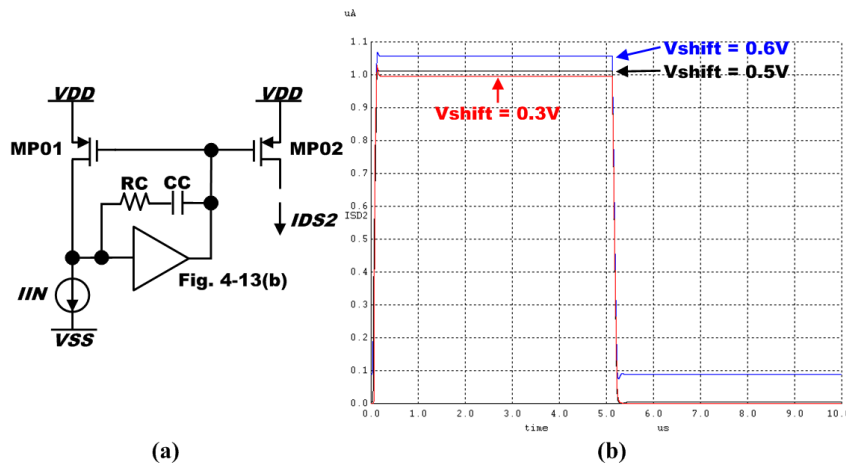 VDD
VDD
MP01
MP02
RC
CC
IDS2
Fig. 4-13(b)
IIN
VSS
(a)
uA
1.1
1.0
0.9
0.8
0.7
0.6
ISD2
0.5
0.4
0.3
0.2
0.1
0.0
0.0
1.0
2.0
3.0
4.0
5.0
6.0
7.0
8.0
9.0
10.0
time
us
Vshift = 0.6V
Vshift = 0.5V
Vshift = 0.3V
(b)